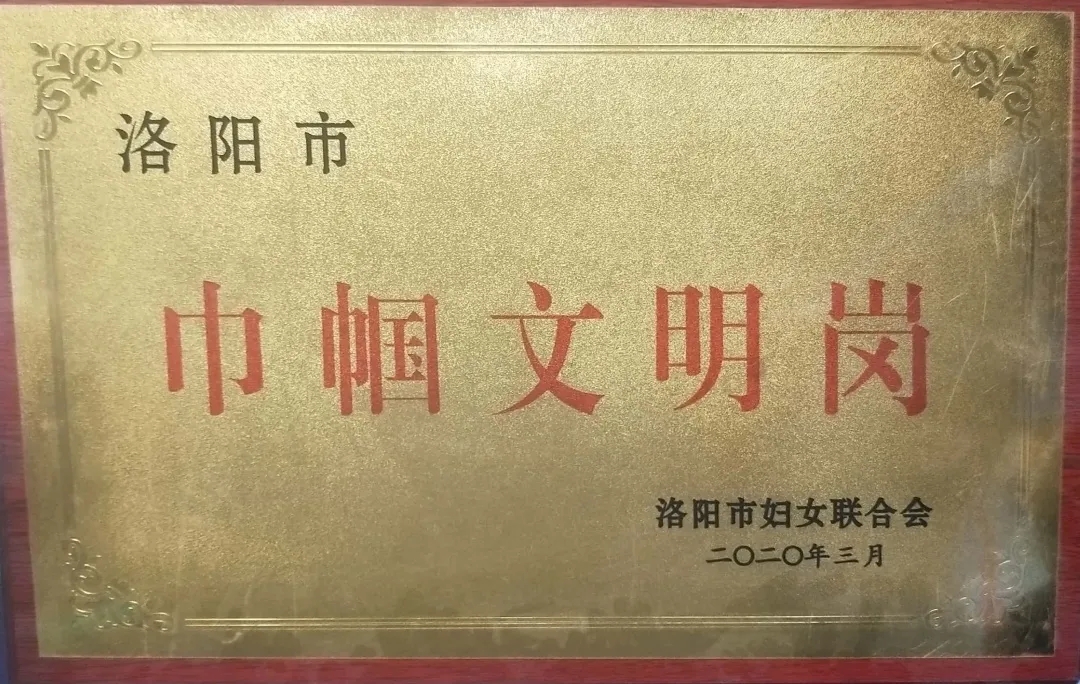 洛阳市
巾帼文明岗
洛阳市妇女联合会
二〇二〇年三月